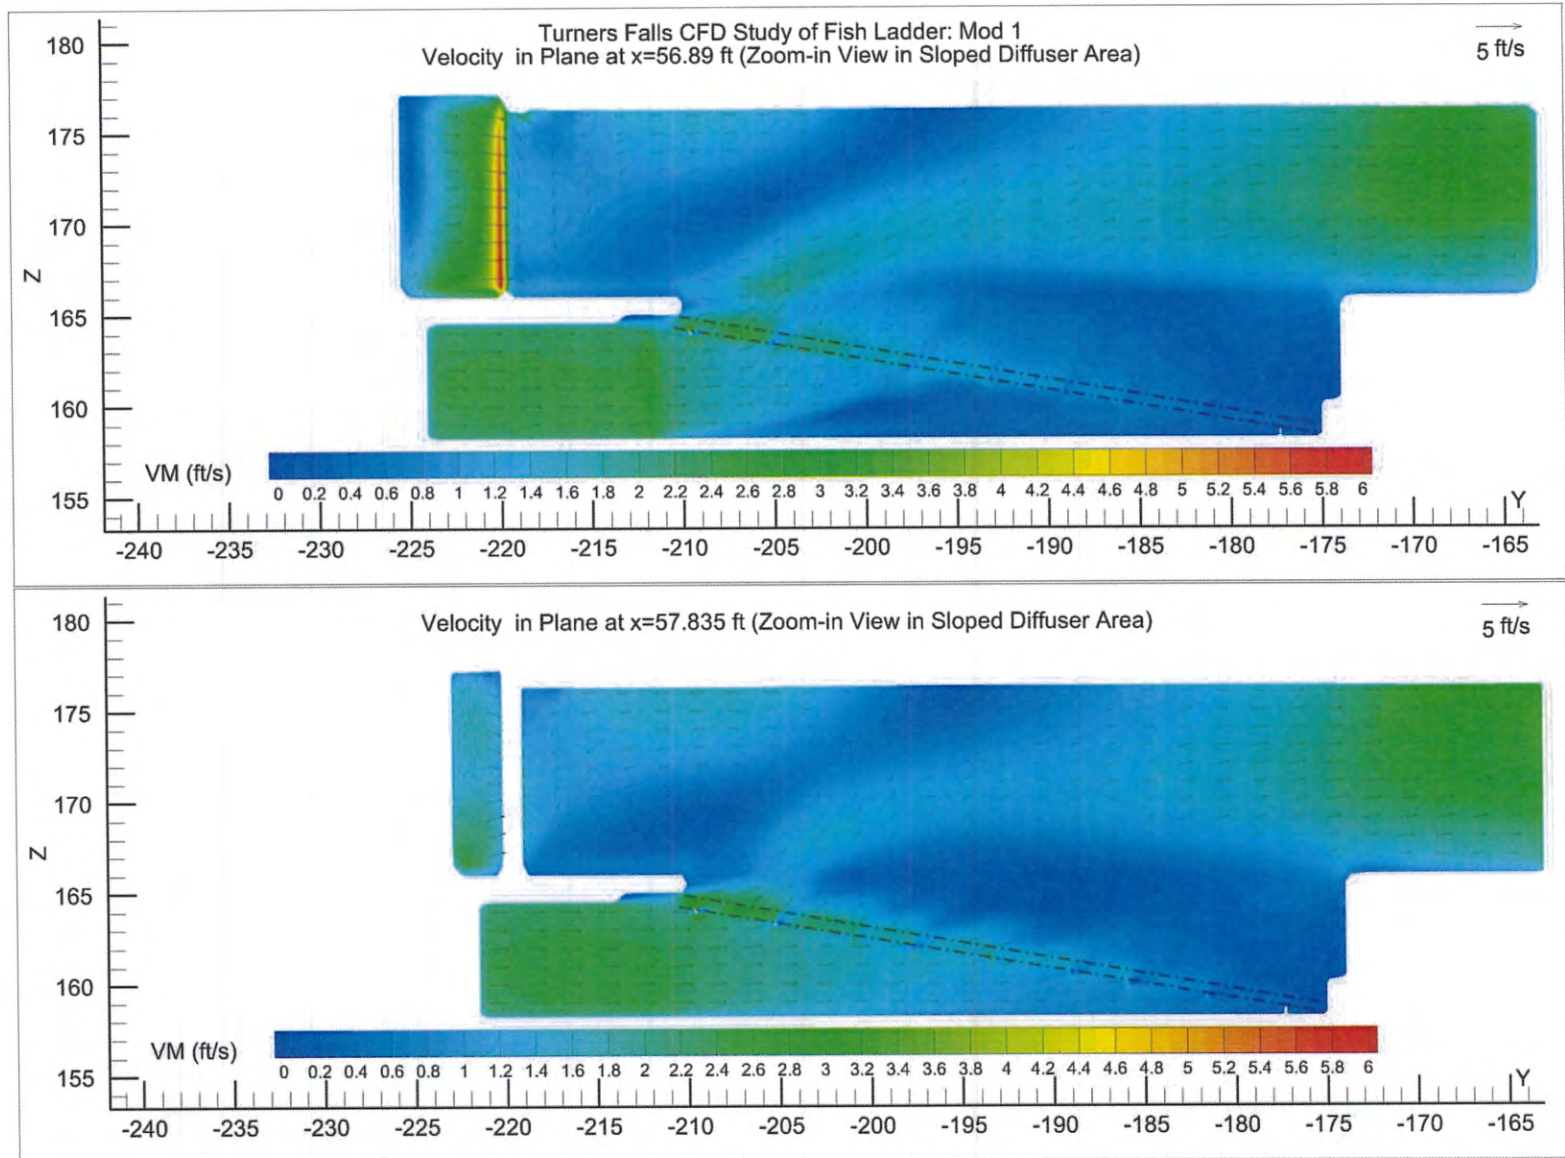 Turners Falls CFD Study of Fish Ladder: Mod 1
Velocity in Plane at x=56.89 ft (Zoom-in View in Sloped Diffuser Area)
5 ft/s
180
175
170
Z
165
160
155
VM (ft/s)
0 0.2 0.4 0.6 0.8 1 1.2 1.4 1.6 1.8 2 2.2 2.4 2.6 2.8 3 3.2 3.4 3.6 3.8 4 4.2 4.4 4.6 4.8 5 5.2 5.4 5.6 5.8 6
Y
-240 -235 -230 -225 -220 -215 -210 -205 -200 -195 -190 -185 -180 -175 -170 -165
Velocity in Plane at x=57.835 ft (Zoom-in View in Sloped Diffuser Area)
5 ft/s
180
175
170
Z
165
160
155
VM (ft/s)
0 0.2 0.4 0.6 0.8 1 1.2 1.4 1.6 1.8 2 2.2 2.4 2.6 2.8 3 3.2 3.4 3.6 3.8 4 4.2 4.4 4.6 4.8 5 5.2 5.4 5.6 5.8 6
Y
-240 -235 -230 -225 -220 -215 -210 -205 -200 -195 -190 -185 -180 -175 -170 -165